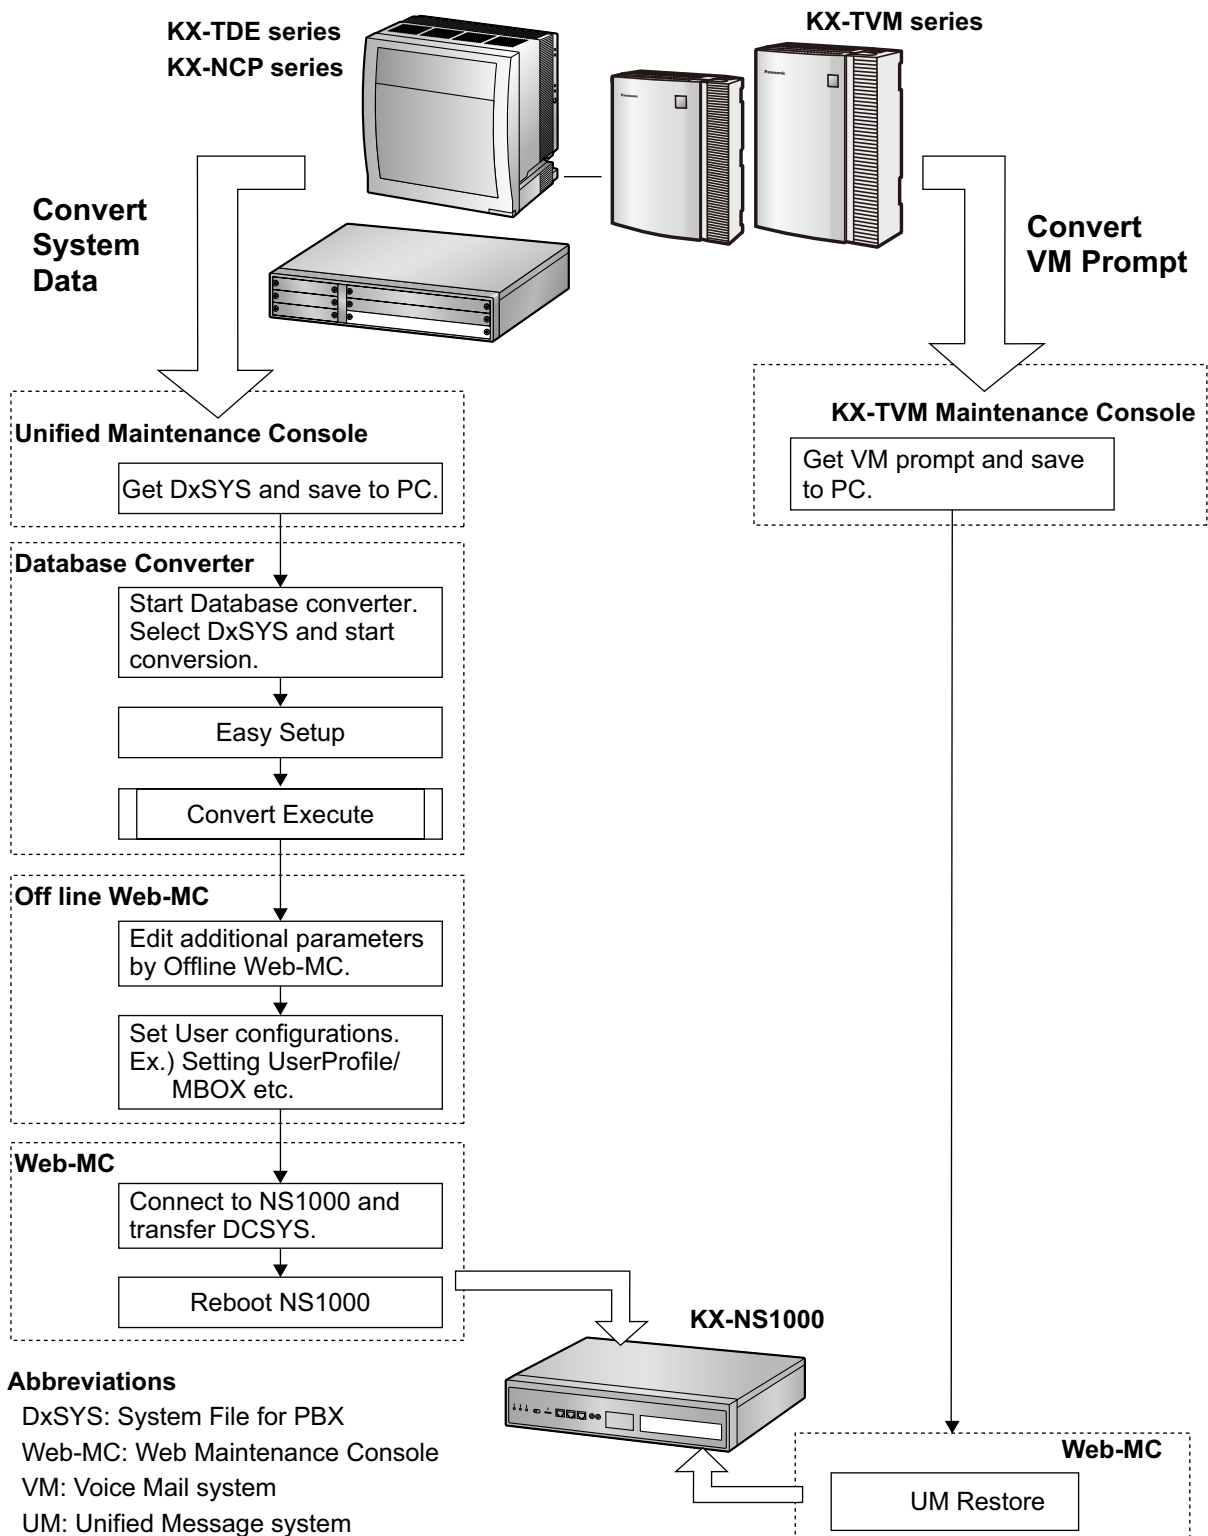 KX-TDE series
KX-NCP series
KX-TVM series
Panasonic
Panasonic
Convert
System
Data
Convert
VM Prompt
Unified Maintenance Console
Get DxSYS and save to PC.
Database Converter
Start Database converter.
Select DxSYS and start
conversion.
Easy Setup
Convert Execute
Off line Web-MC
Edit additional parameters
by Offline Web-MC.
Set User configurations.
Ex.) Setting UserProfile/
MBOX etc.
Web-MC
Connect to NS1000 and
transfer DCSYS.
Reboot NS1000
KX-TVM Maintenance Console
Get VM prompt and save
to PC.
KX-NS1000
Web-MC
UM Restore
Abbreviations
DxSYS: System File for PBX
Web-MC: Web Maintenance Console
VM: Voice Mail system
UM: Unified Message system